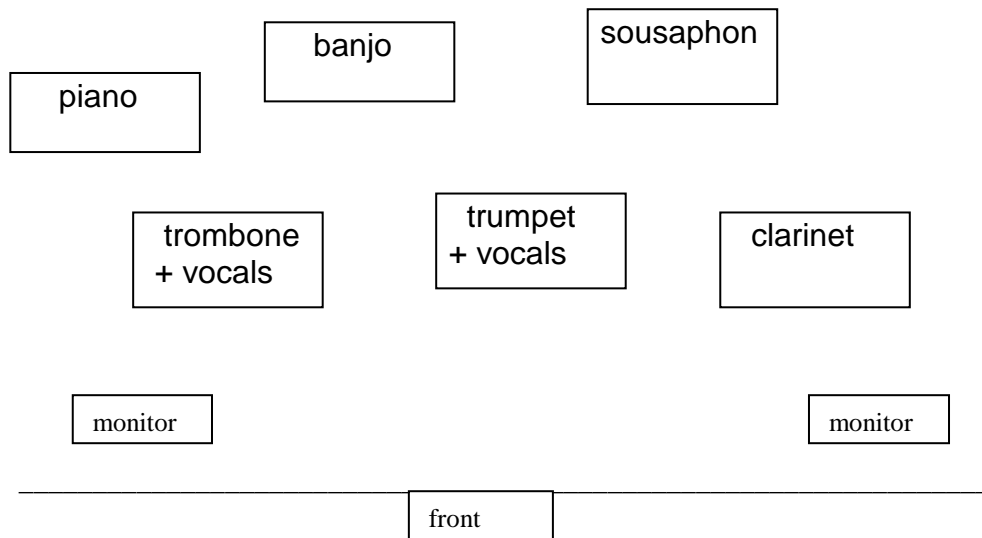 banjo
sousaphon
piano
trombone
+ vocals
trumpet
+ vocals
clarinet
monitor
monitor
front